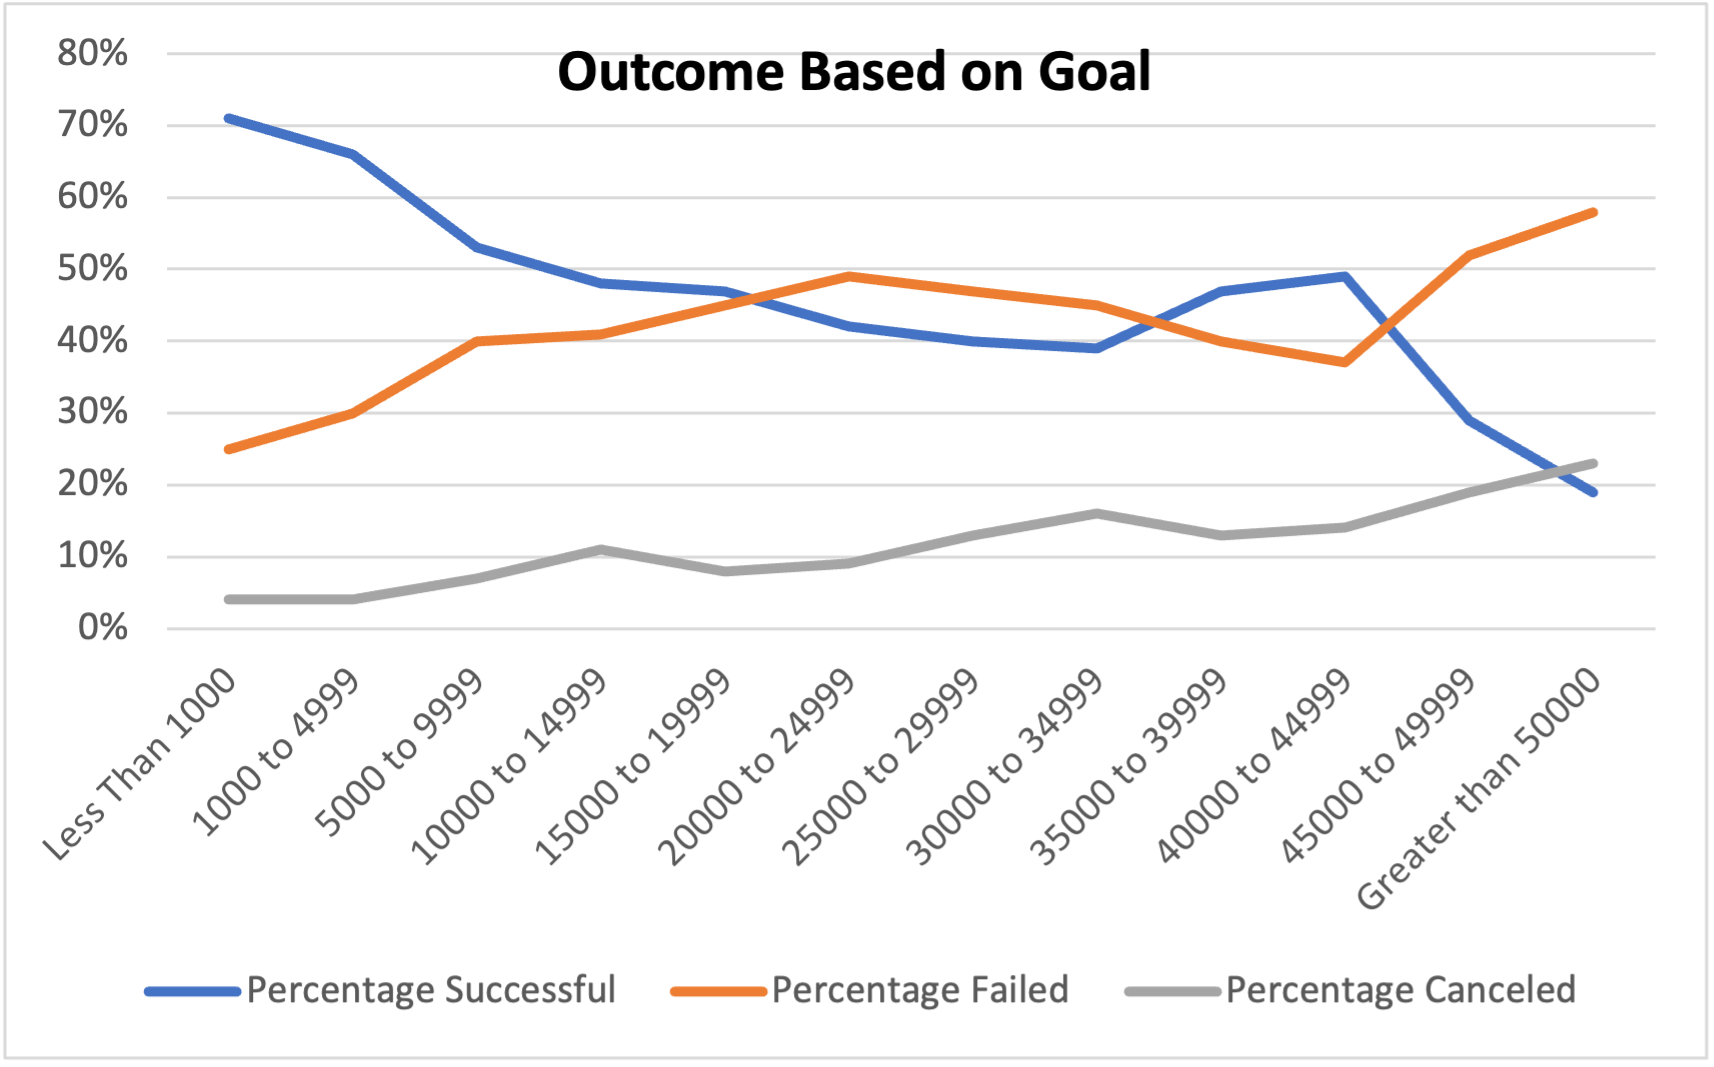 Outcome Based on Goal
80%
70%
60%
50%
40%
30%
20%
10%
0%
Less Than 1000
1000 to 4999
5000 to 9999
10000 to 14999
15000 to 19999
20000 to 24999
25000 to 29999
30000 to 34999
35000 to 39999
40000 to 44999
45000 to 49999
Greater than 50000
Percentage Successful
Percentage Failed
Percentage Canceled